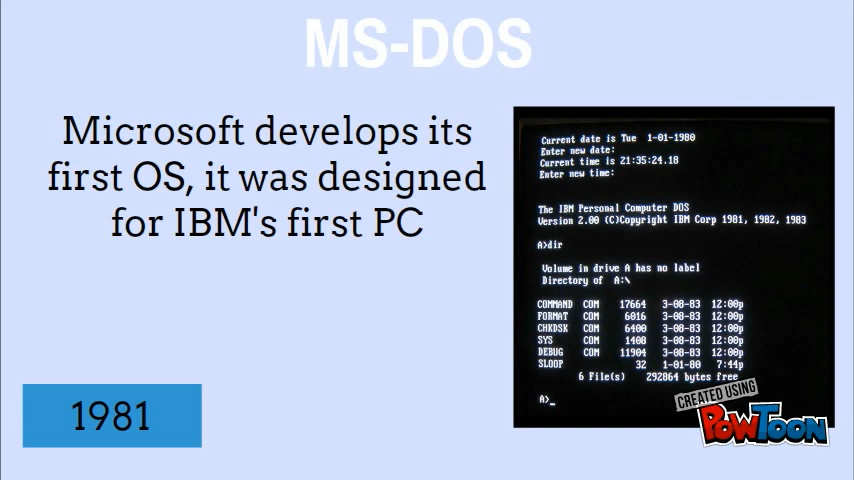 MS-DOS
Microsoft develops its
first OS, it was designed
for IBM's first PC
1981
Current date is Tue 1-01-1980
Enter new date:
Current time is 21:35:24.18
Enter new time:
The IBM Personal Computer DOS
Version 2.00 (C)Copyright IBM Corp 1981, 1982, 1983
A>dir
Volume in drive A has no label
Directory of A:\
COMMAND COM 17664 3-08-83 12:00p
FORMAT COM 6016 3-08-83 12:00p
CHKDSK COM 6400 3-08-83 12:00p
SYS COM 1408 3-08-83 12:00p
DEBUG COM 11904 3-08-83 12:00p
SLOOP 32 1-01-80 7:44p
6 File(s) 292864 bytes free
A>_
CREATED USING
POWTOON